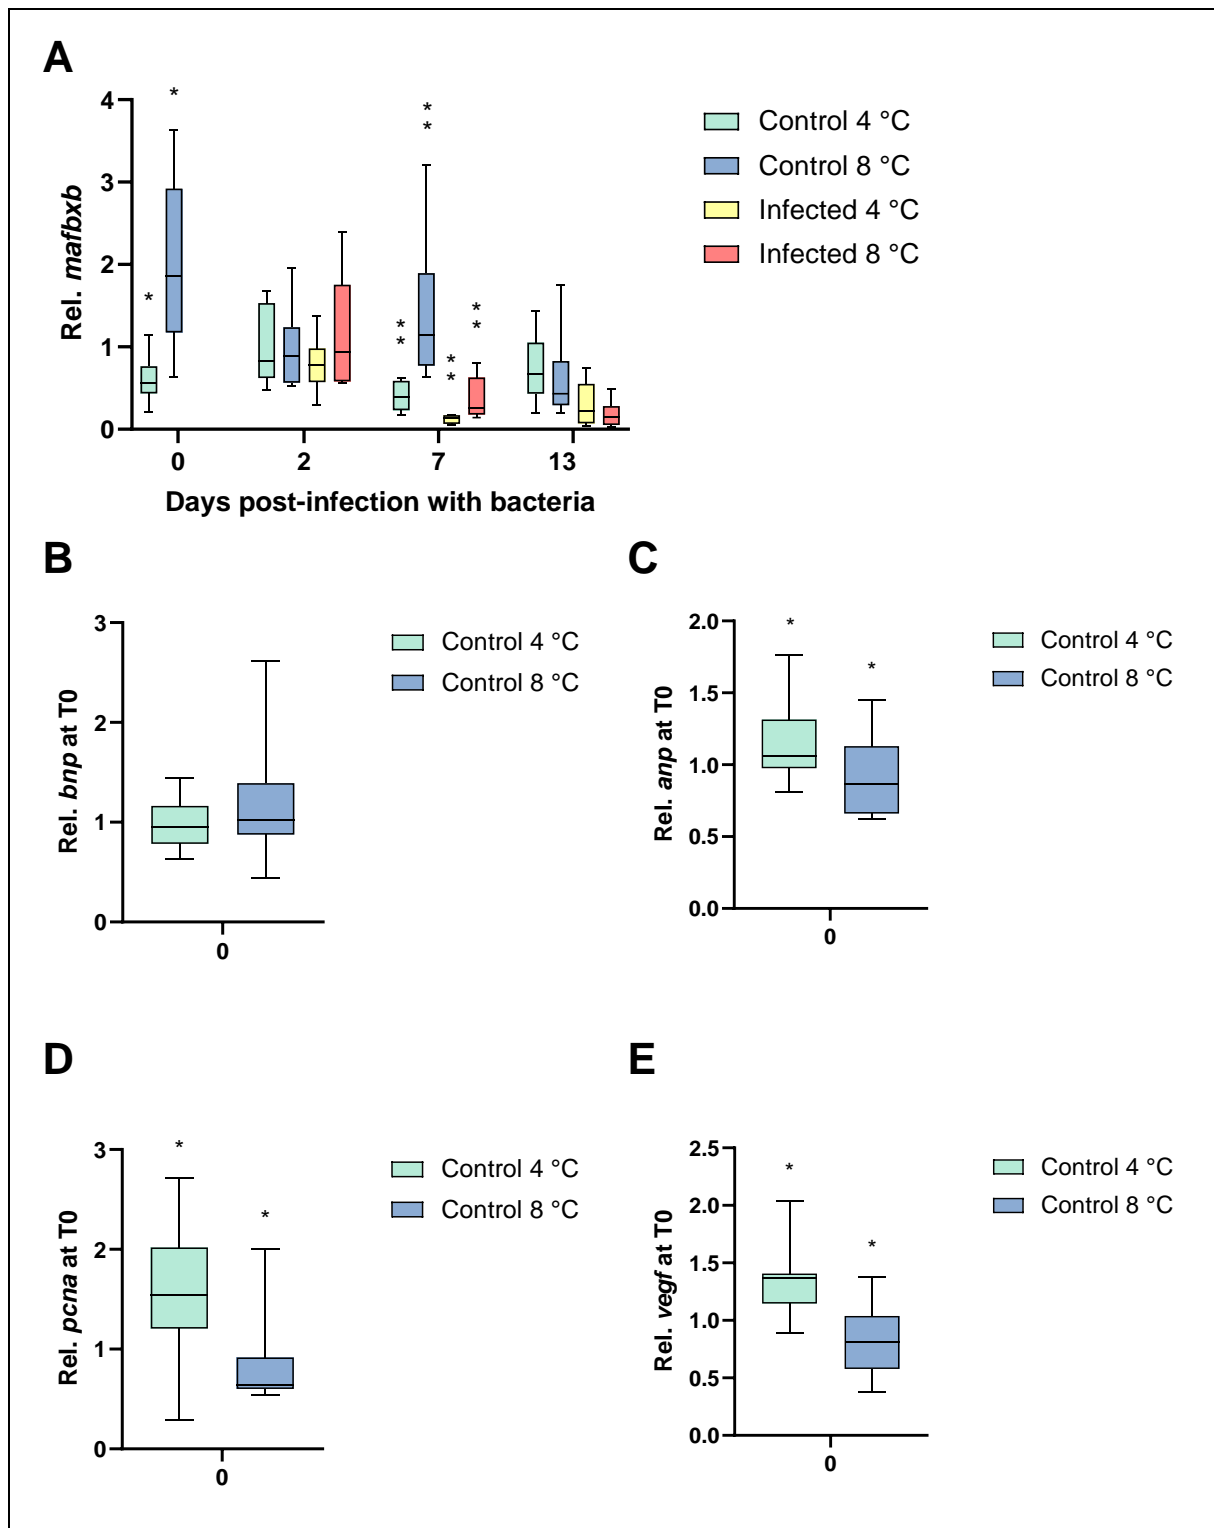 A
Rel. mafbxb
4
3
2
1
0
*
*
*
*
*
*
*
*
*
*
0 2 7 13
Days post-infection with bacteria
Control 4 °C
Control 8 °C
Infected 4 °C
Infected 8 °C
B
Rel. bnp at T0
3
2
1
0
0
Control 4 °C
Control 8 °C
C
Rel. anp at T0
2.0
1.5
1.0
0.5
0.0
*
*
0
Control 4 °C
Control 8 °C
D
Rel. pcna at T0
3
2
1
0
*
*
0
Control 4 °C
Control 8 °C
E
Rel. vegf at T0
2.5
2.0
1.5
1.0
0.5
0.0
*
*
0
Control 4 °C
Control 8 °C